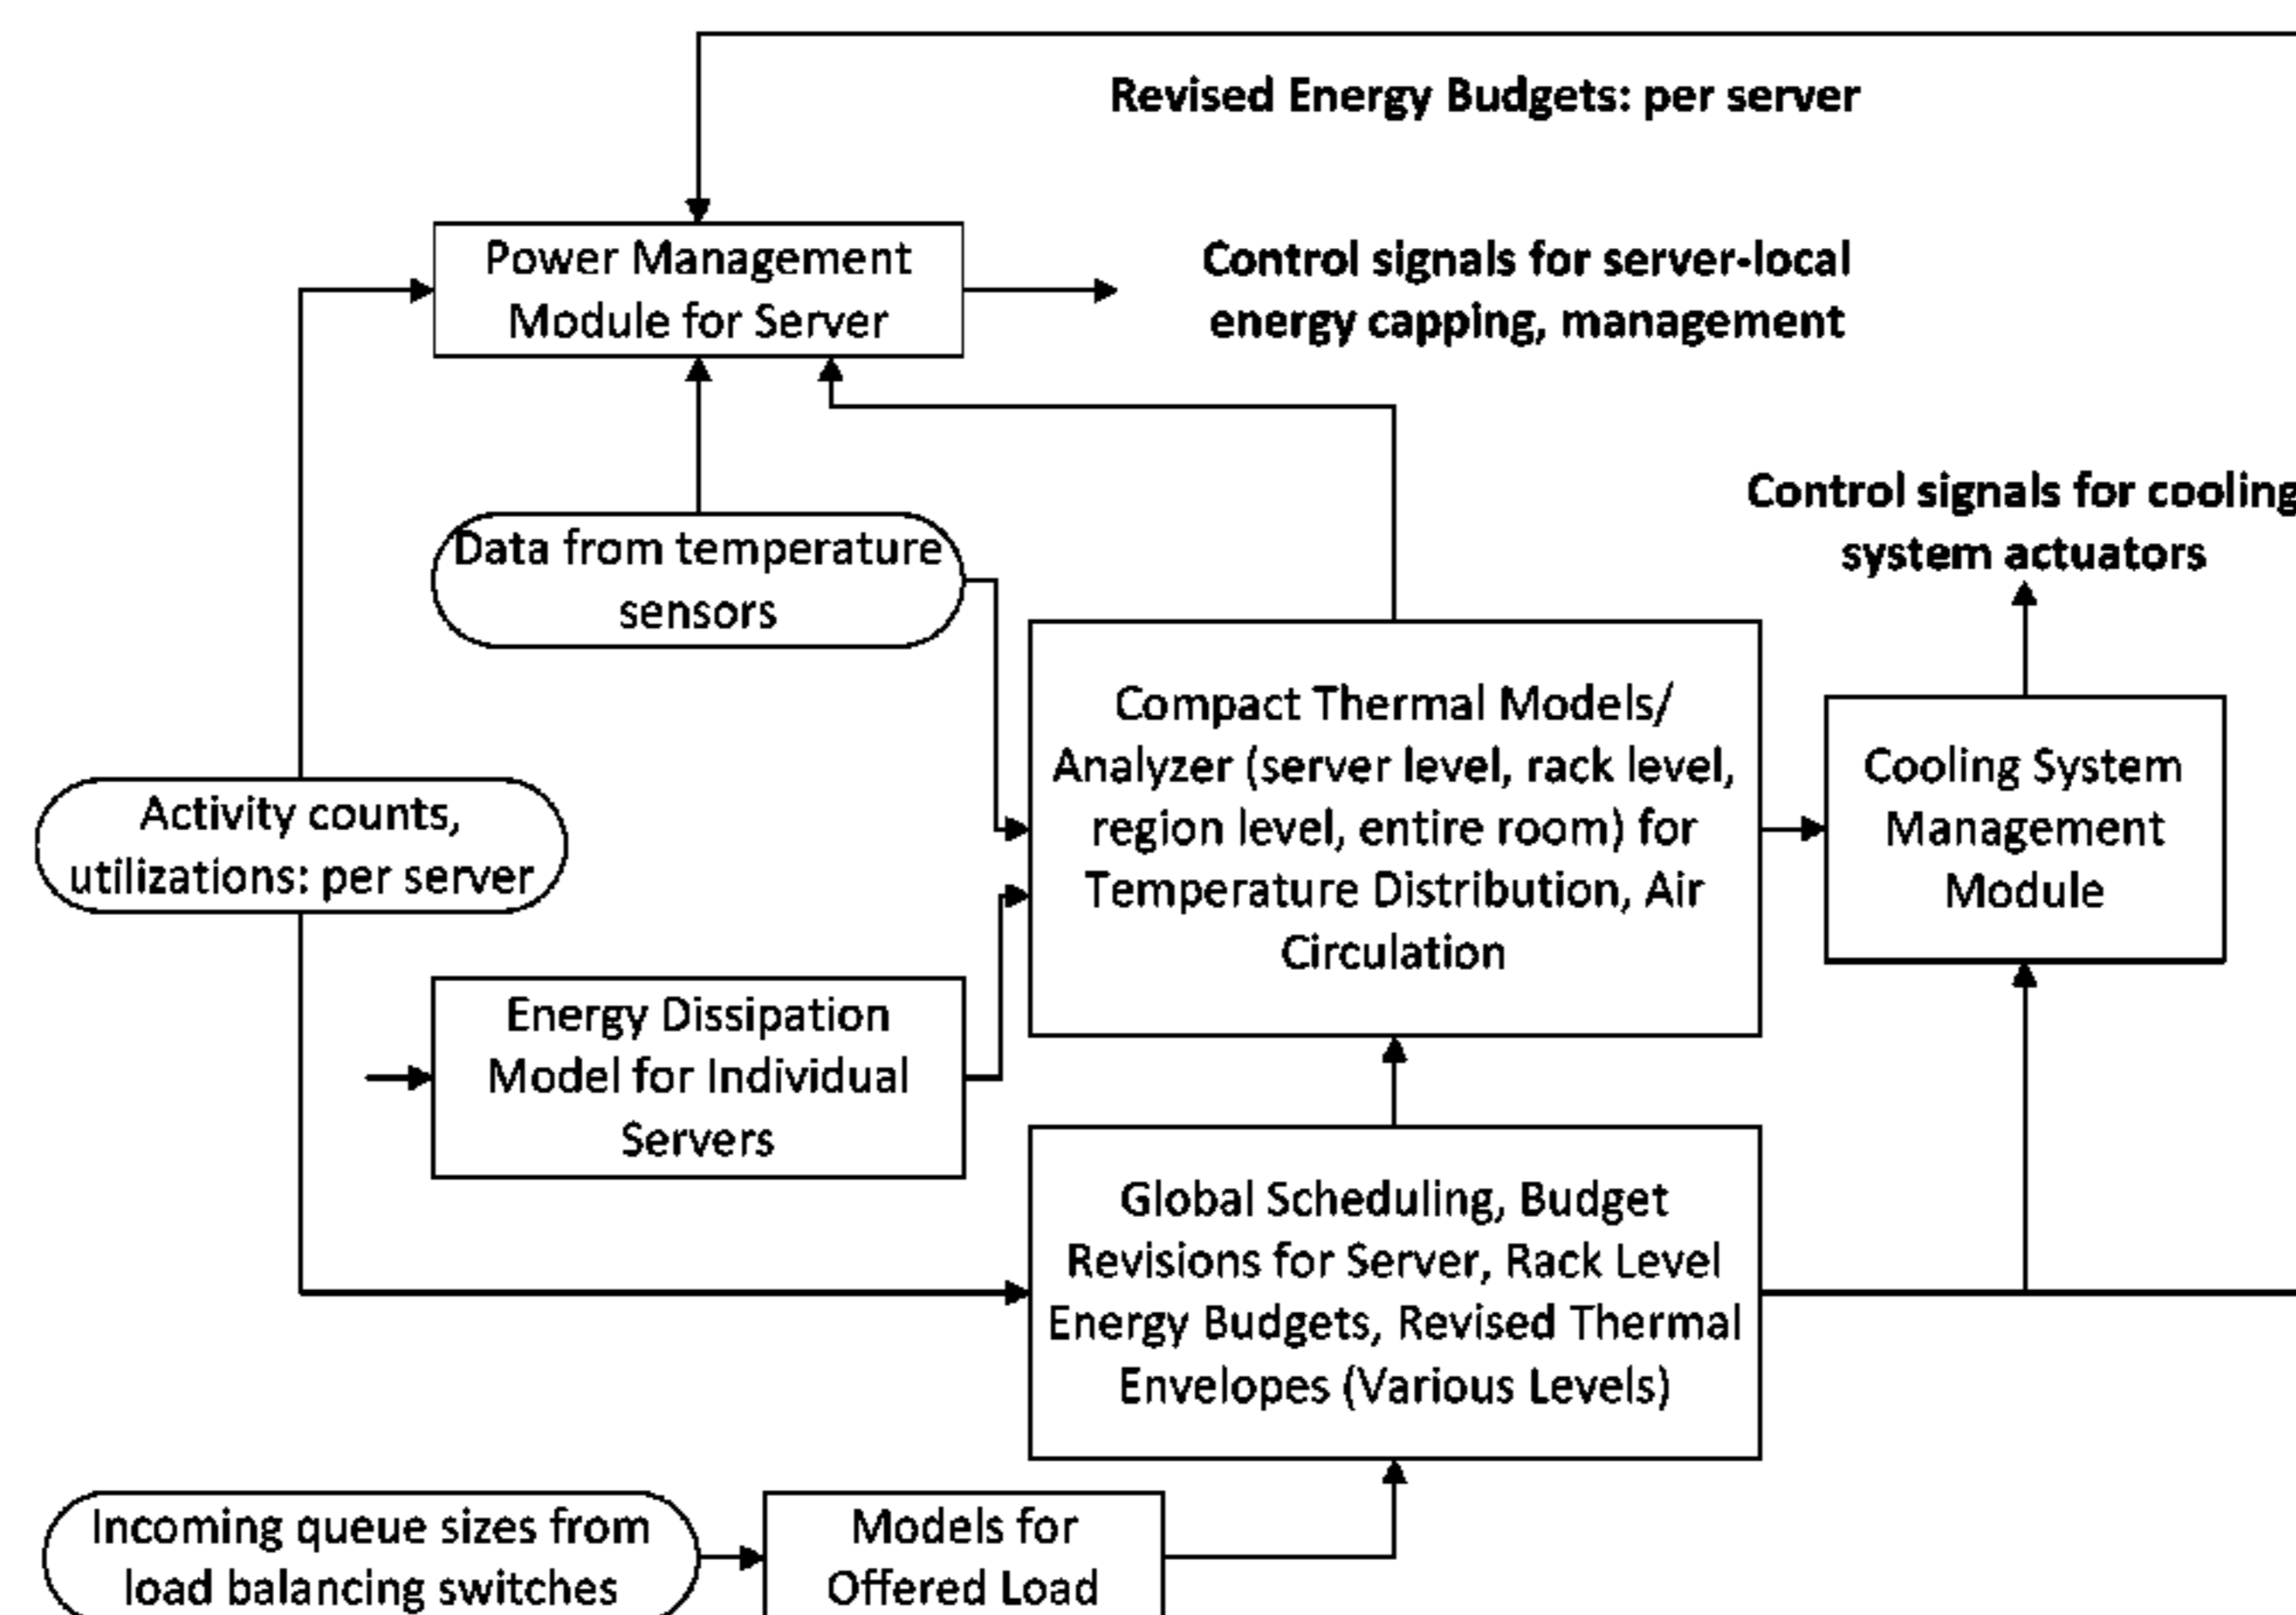 Revised Energy Budgets: per server
Power Management
Module for Server
Control signals for server-local
energy capping, management
Data from temperature
sensors
Control signals for cooling
system actuators
Compact Thermal Models/
Analyzer (server level, rack level,
region level, entire room) for
Temperature Distribution, Air
Circulation
Cooling System
Management
Module
Activity counts,
utilizations: per server
Energy Dissipation
Model for Individual
Servers
Global Scheduling, Budget
Revisions for Server, Rack Level
Energy Budgets, Revised Thermal
Envelopes (Various Levels)
Incoming queue sizes from
load balancing switches
Models for
Offered Load